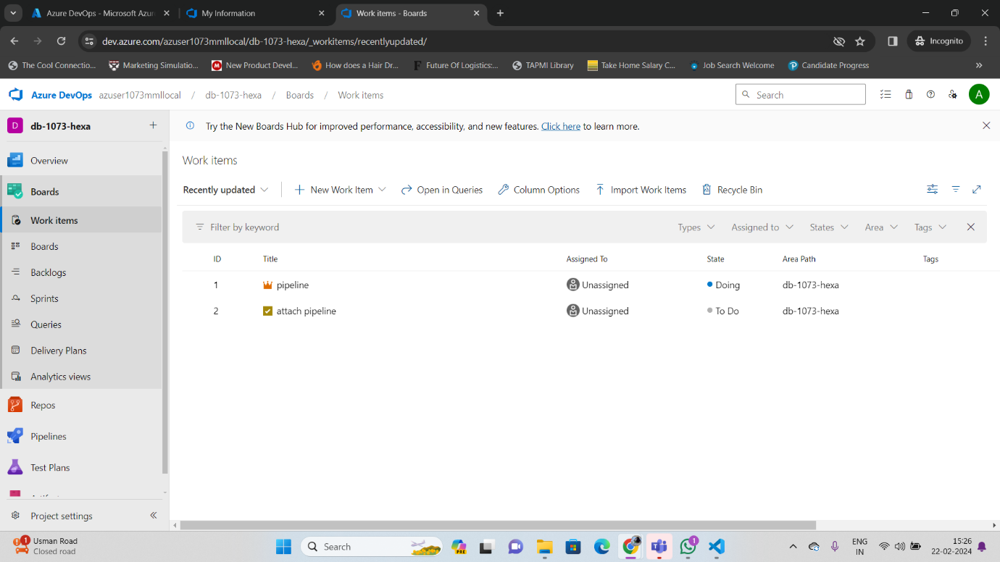 Azure DevOps - Microsoft Azur
My Information
Work items - Boards
dev.azure.com/azuser1073mmllocal/db-1073-hexa/_workitems/recentlyupdated/
Incognito
The Cool Connectio...
Marketing Simulatio...
New Product Devel...
How does a Hair Dr...
Future Of Logistics:...
TAPMI Library
Take Home Salary C...
Job Search Welcome
Candidate Progress
Azure DevOps azuser1073mmllocal / db-1073-hexa / Boards / Work items
Search
A
D db-1073-hexa
Try the New Boards Hub for improved performance, accessibility, and new features. Click here to learn more.
Overview
Boards
Work items
Boards
Backlogs
Sprints
Queries
Delivery Plans
Analytics views
Repos
Pipelines
Test Plans
Project settings
Work items
Recently updated
New Work Item
Open in Queries
Column Options
Import Work Items
Recycle Bin
Filter by keyword
Types
Assigned to
States
Area
Tags
ID Title Assigned To State Area Path Tags
1 pipeline Unassigned Doing db-1073-hexa
2 attach pipeline Unassigned To Do db-1073-hexa
1
Usman Road
Closed road
Search
PRE
1
ENG
IN
15:26
22-02-2024